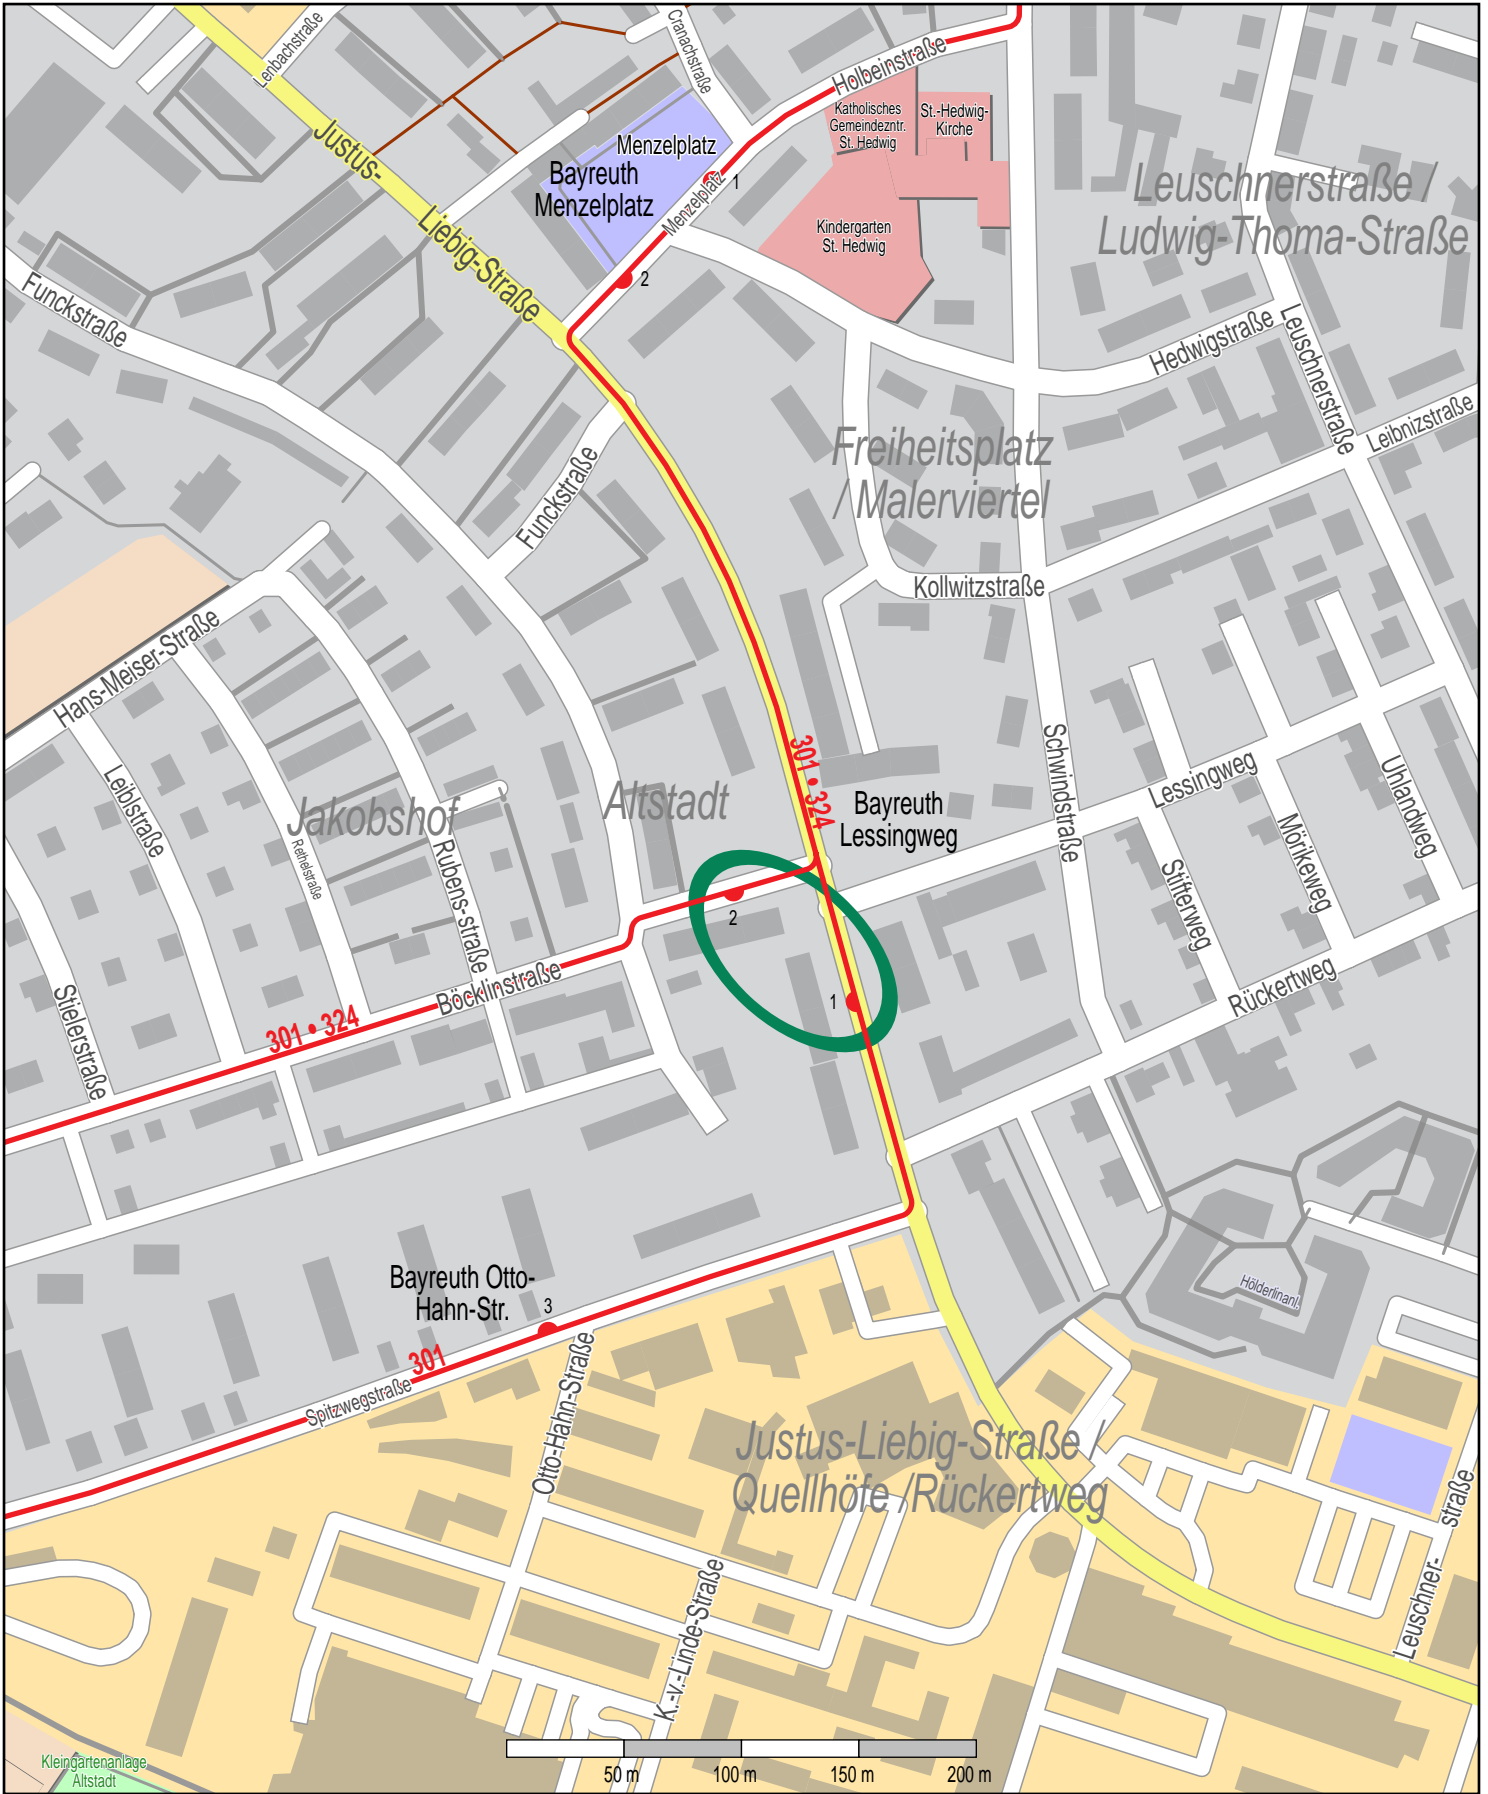 Lenbachstraße
Cranachstraße
Holbeinstraße
Justus-
Liebig-Straße
Menzelplatz
Bayreuth
Menzelplatz
Menzelplatz
1
2
Katholisches
Gemeindezntr.
St. Hedwig
St.-Hedwig-
Kirche
Kindergarten
St. Hedwig
Leuschnerstraße /
Ludwig-Thoma-Straße
Funckstraße
Hedwigstraße
Leuschnerstraße
Leibnizstraße
Freiheitsplatz
/ Malerviertel
Funckstraße
Kollwitzstraße
Hans-Meiser-Straße
Leiblstraße
Jakobshof
Altstadt
Rethelstraße
Rubens-straße
301 • 324
Bayreuth
Lessingweg
Schwindstraße
Lessingweg
Uhlandweg
Mörikeweg
Stifterweg
Rückertweg
2
1
Stielerstraße
301 • 324
Böcklinstraße
Bayreuth Otto-
Hahn-Str.
3
301
Spitzwegstraße
Otto-Hahn-Straße
Hölderlinanl.
Justus-Liebig-Straße /
Quellhöfe /Rückertweg
K.-v.-Linde-Straße
Leuschner-
straße
Kleingartenanlage
Altstadt
50 m
100 m
150 m
200 m